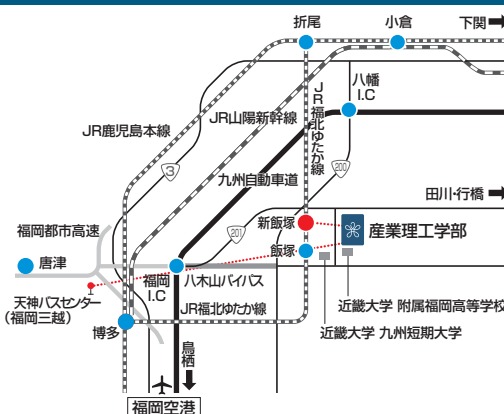 折尾
小倉
下関
八幡
I.C
JR鹿児島本線
JR山陽新幹線
JR福北ゆたか線
3
九州自動車道
200
田川・行橋
201
新飯塚
産業理工学部
福岡都市高速
唐津
飯塚
福岡
I.C
八木山バイパス
天神バスセンター
(福岡三越)
JR福北ゆたか線
近畿大学 附属福岡高等学校
近畿大学 九州短期大学
博多
鳥栖
福岡空港